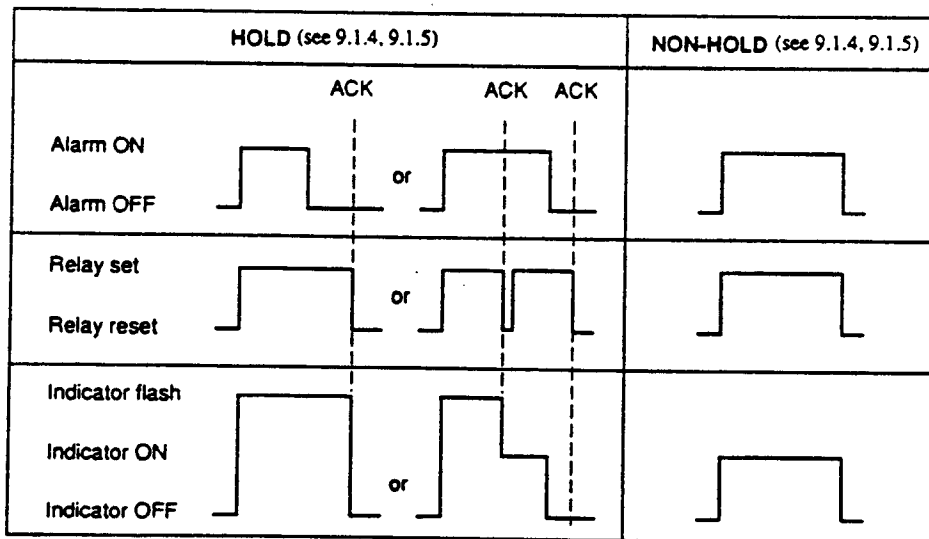 HOLD (see 9.1.4, 9.1.5)
NON-HOLD (see 9.1.4, 9.1.5)
ACK
ACK
ACK
Alarm ON
or
Alarm OFF
Relay set
or
Relay reset
Indicator flash
Indicator ON
or
Indicator OFF